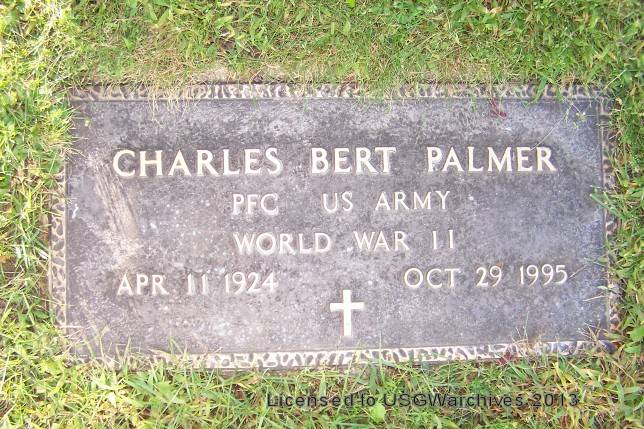 CHARLES BERT PALMER
PFC US ARMY
WORLD WAR II
APR 11 1924 OCT 29 1995
Licensed to USGWarchives 2013